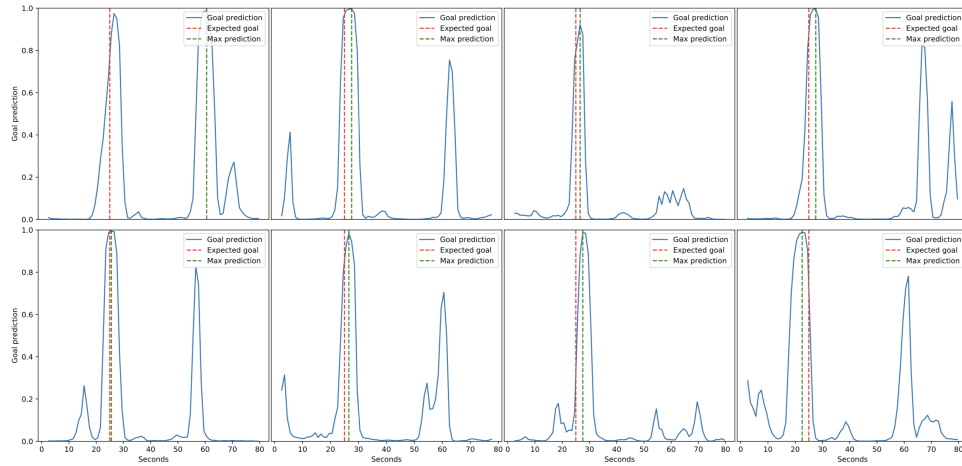 1.0
0.8
0.6
0.4
0.2
0.0
Goal prediction
Goal prediction
Expected goal
Max prediction
Goal prediction
Expected goal
Max prediction
Goal prediction
Expected goal
Max prediction
Goal prediction
Expected goal
Max prediction
1.0
0.8
0.6
0.4
0.2
0.0
Goal prediction
Goal prediction
Expected goal
Max prediction
Goal prediction
Expected goal
Max prediction
Goal prediction
Expected goal
Max prediction
Goal prediction
Expected goal
Max prediction
0 10 20 30 40 50 60 70 80
0 10 20 30 40 50 60 70 80
0 10 20 30 40 50 60 70 80
0 10 20 30 40 50 60 70 80
Seconds
Seconds
Seconds
Seconds